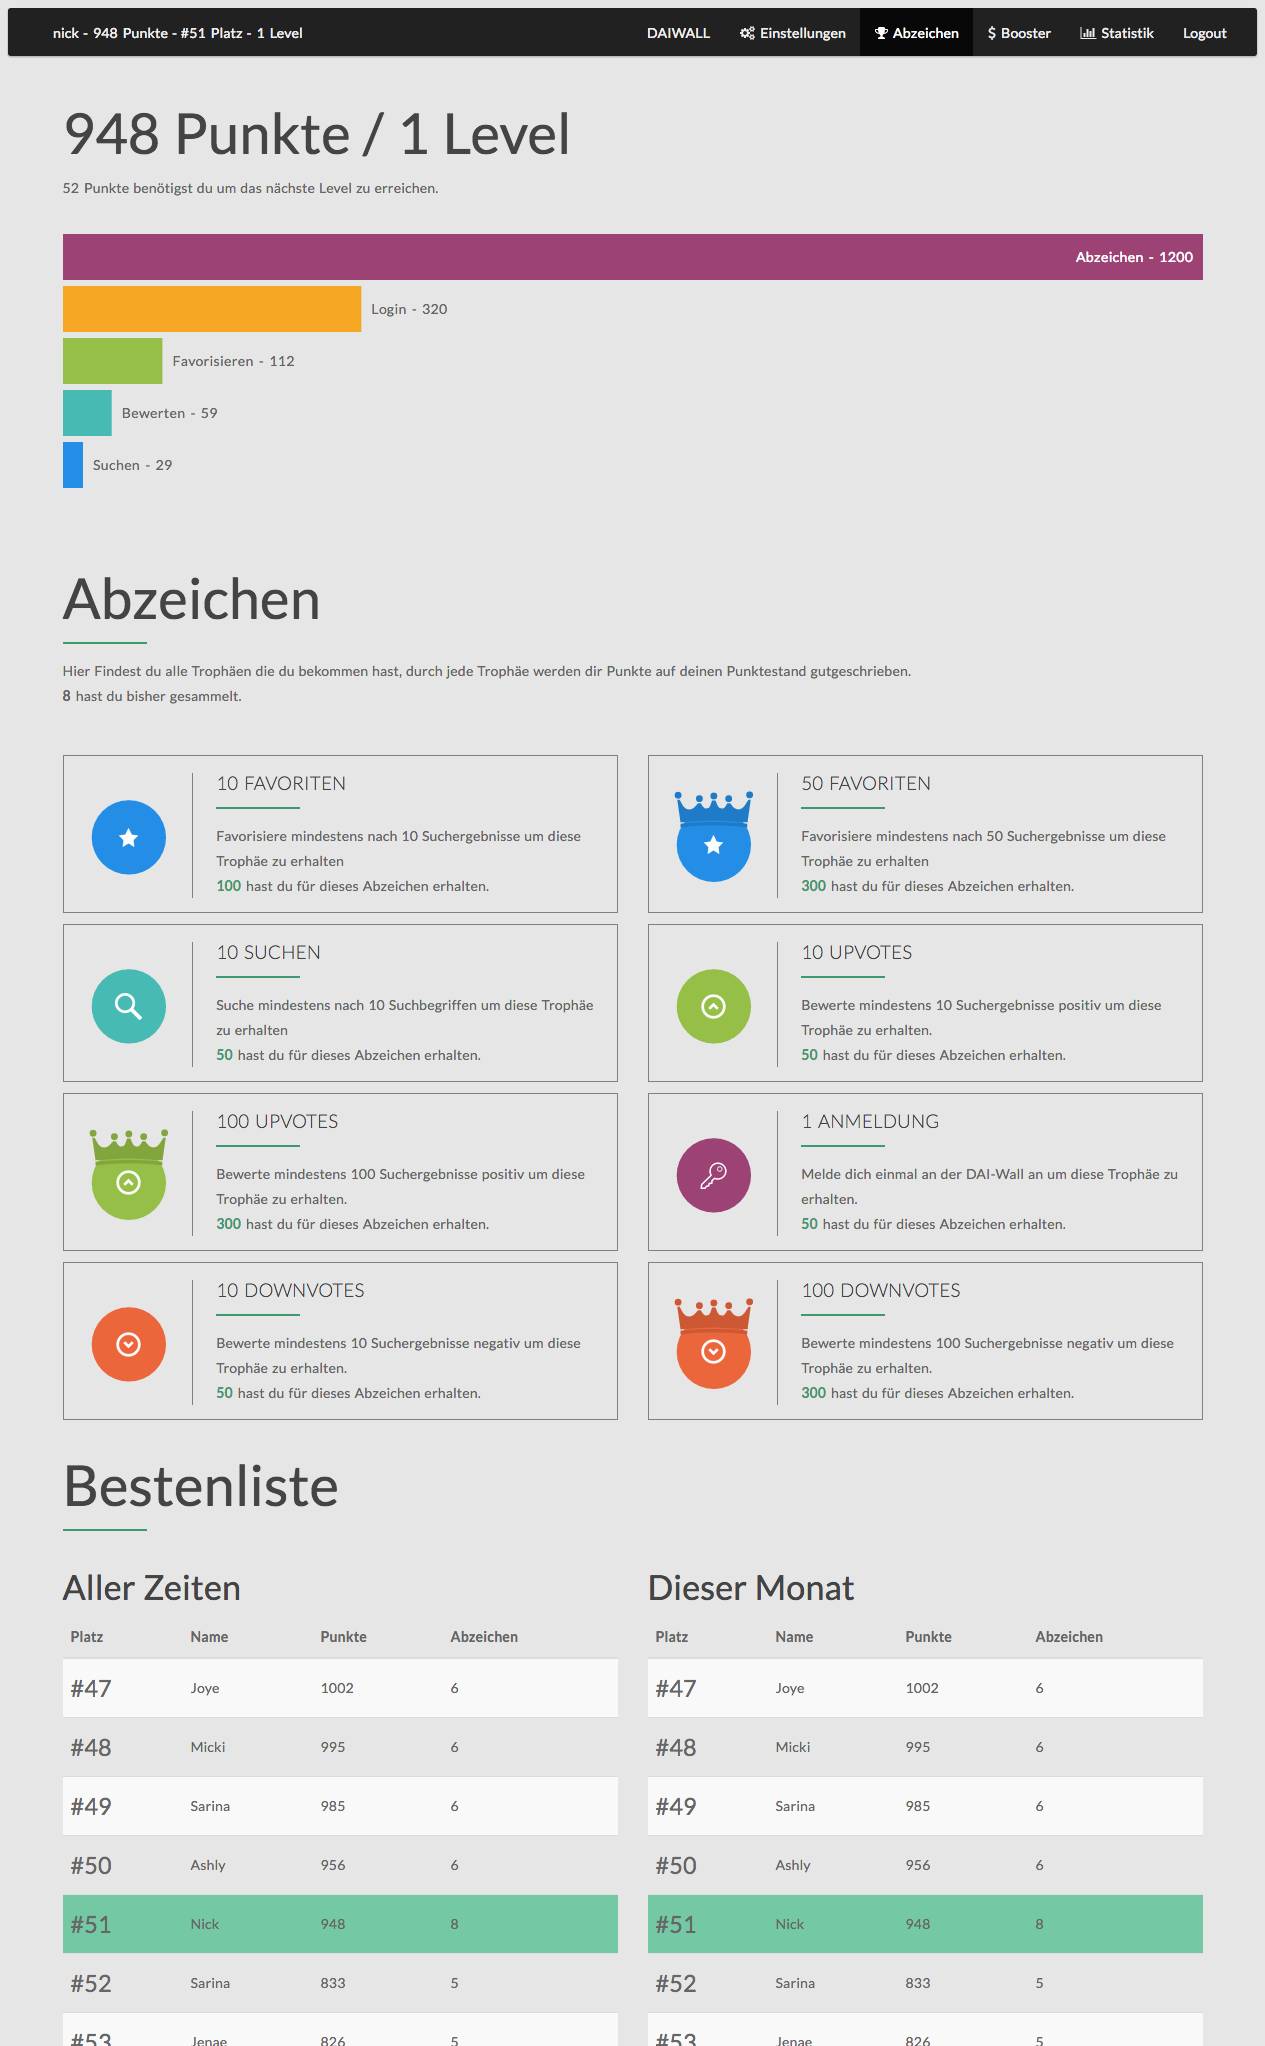 nick - 948 Punkte - #51 Platz - 1 Level
DAIWALL Einstellungen Abzeichen $ Booster Statistik Logout
948 Punkte / 1 Level
52 Punkte benötigst du um das nächste Level zu erreichen.
Abzeichen - 1200
Login - 320
Favorisieren - 112
Bewerten - 59
Suchen - 29
Abzeichen
Hier Findest du alle Trophäen die du bekommen hast, durch jede Trophäe werden dir Punkte auf deinen Punktestand gutgeschrieben.
8 hast du bisher gesammelt.
10 FAVORITEN
Favorisiere mindestens nach 10 Suchergebnisse um diese
Trophäe zu erhalten
100 hast du für dieses Abzeichen erhalten.
50 FAVORITEN
Favorisiere mindestens nach 50 Suchergebnisse um diese
Trophäe zu erhalten
300 hast du für dieses Abzeichen erhalten.
10 SUCHEN
Suche mindestens nach 10 Suchbegriffen um diese Trophäe
zu erhalten
50 hast du für dieses Abzeichen erhalten.
10 UPVOTES
Bewerte mindestens 10 Suchergebnisse positiv um diese
Trophäe zu erhalten.
50 hast du für dieses Abzeichen erhalten.
100 UPVOTES
Bewerte mindestens 100 Suchergebnisse positiv um diese
Trophäe zu erhalten.
300 hast du für dieses Abzeichen erhalten.
1 ANMELDUNG
Melde dich einmal an der DAI-Wall an um diese Trophäe zu
erhalten.
50 hast du für dieses Abzeichen erhalten.
10 DOWNVOTES
Bewerte mindestens 10 Suchergebnisse negativ um diese
Trophäe zu erhalten.
50 hast du für dieses Abzeichen erhalten.
100 DOWNVOTES
Bewerte mindestens 100 Suchergebnisse negativ um diese
Trophäe zu erhalten.
300 hast du für dieses Abzeichen erhalten.
Bestenliste
Aller Zeiten
Platz Name Punkte Abzeichen
#47 Joye 1002 6
#48 Micki 995 6
#49 Sarina 985 6
#50 Ashly 956 6
#51 Nick 948 8
#52 Sarina 833 5
#53 Jenae 826 5
Dieser Monat
Platz Name Punkte Abzeichen
#47 Joye 1002 6
#48 Micki 995 6
#49 Sarina 985 6
#50 Ashly 956 6
#51 Nick 948 8
#52 Sarina 833 5
#53 Jenae 826 5